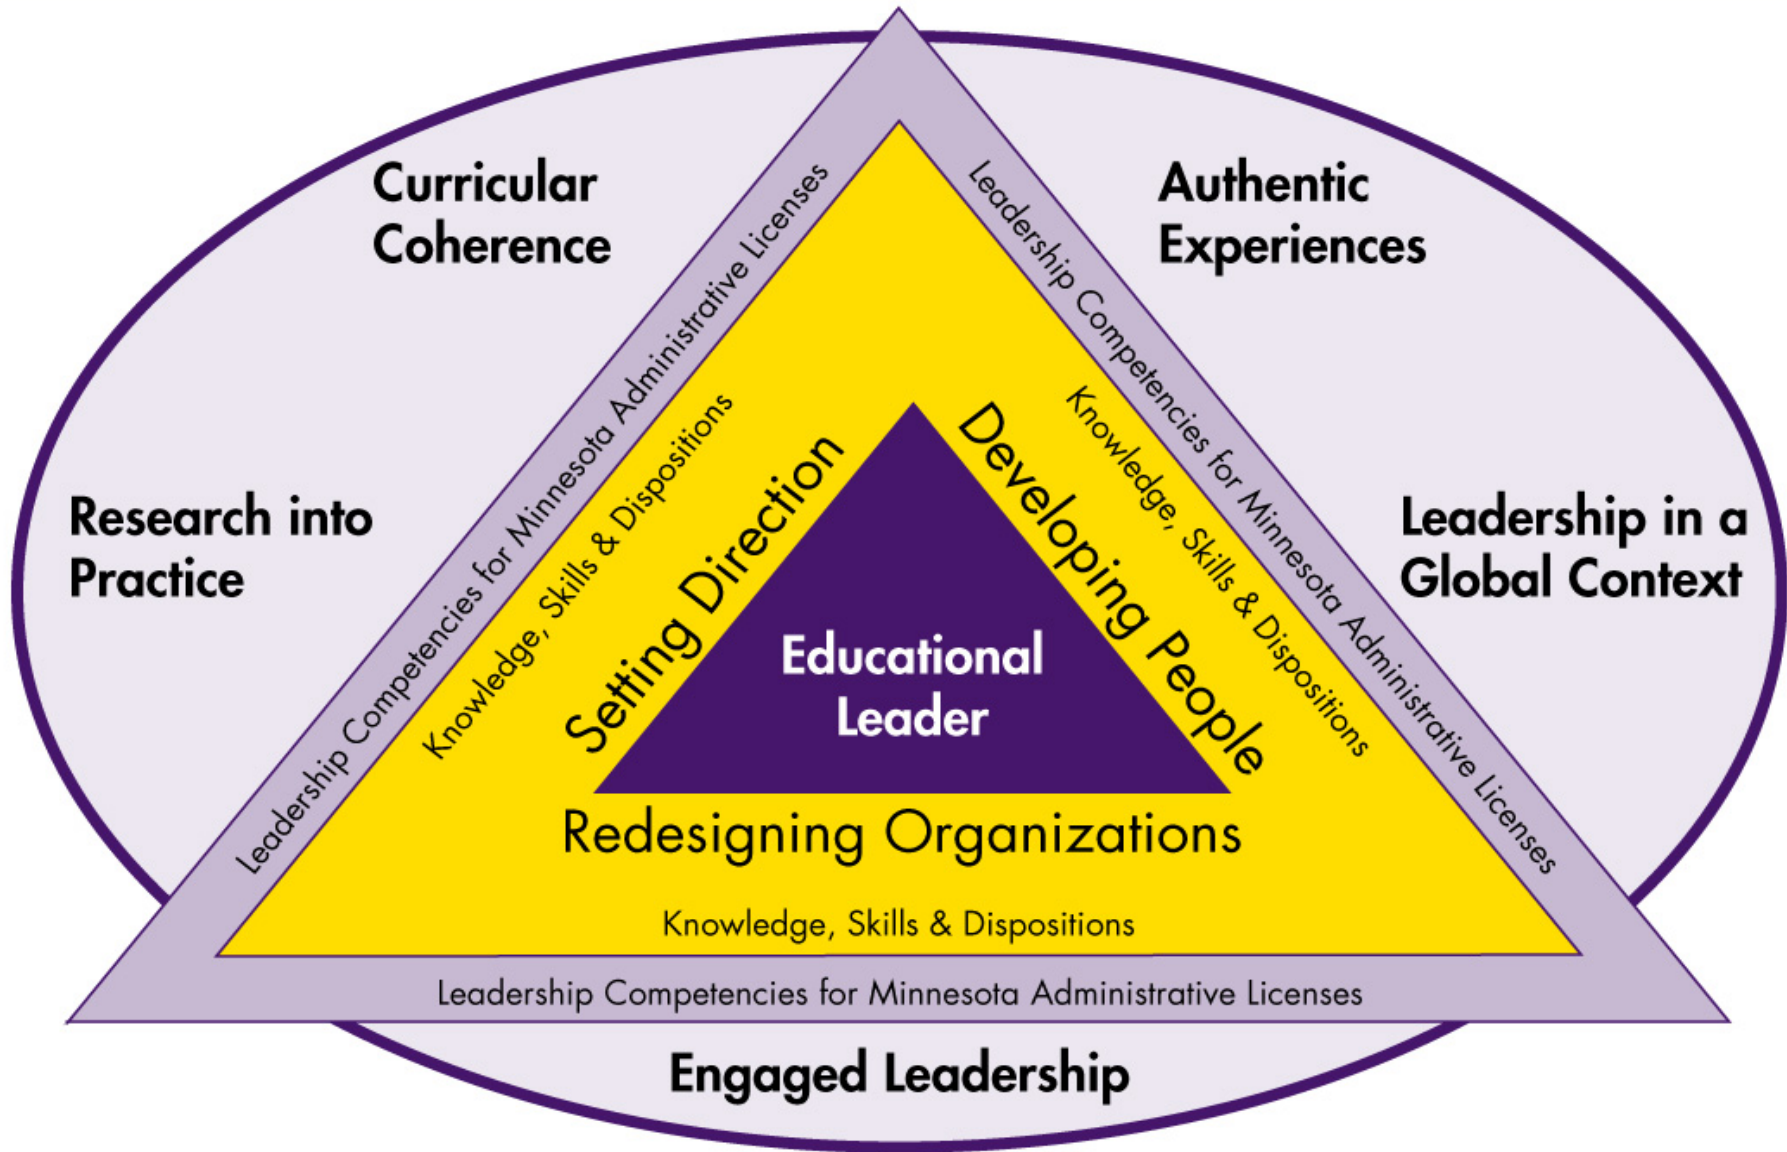 Curricular
Coherence
Authentic
Experiences
Research into
Practice
Leadership in a
Global Context
Leadership Competencies for Minnesota Administrative Licenses
Knowledge, Skills & Dispositions
Setting Direction
Leadership Competencies for Minnesota Administrative Licenses
Knowledge, Skills & Dispositions
Developing People
Educational
Leader
Redesigning Organizations
Knowledge, Skills & Dispositions
Leadership Competencies for Minnesota Administrative Licenses
Engaged Leadership